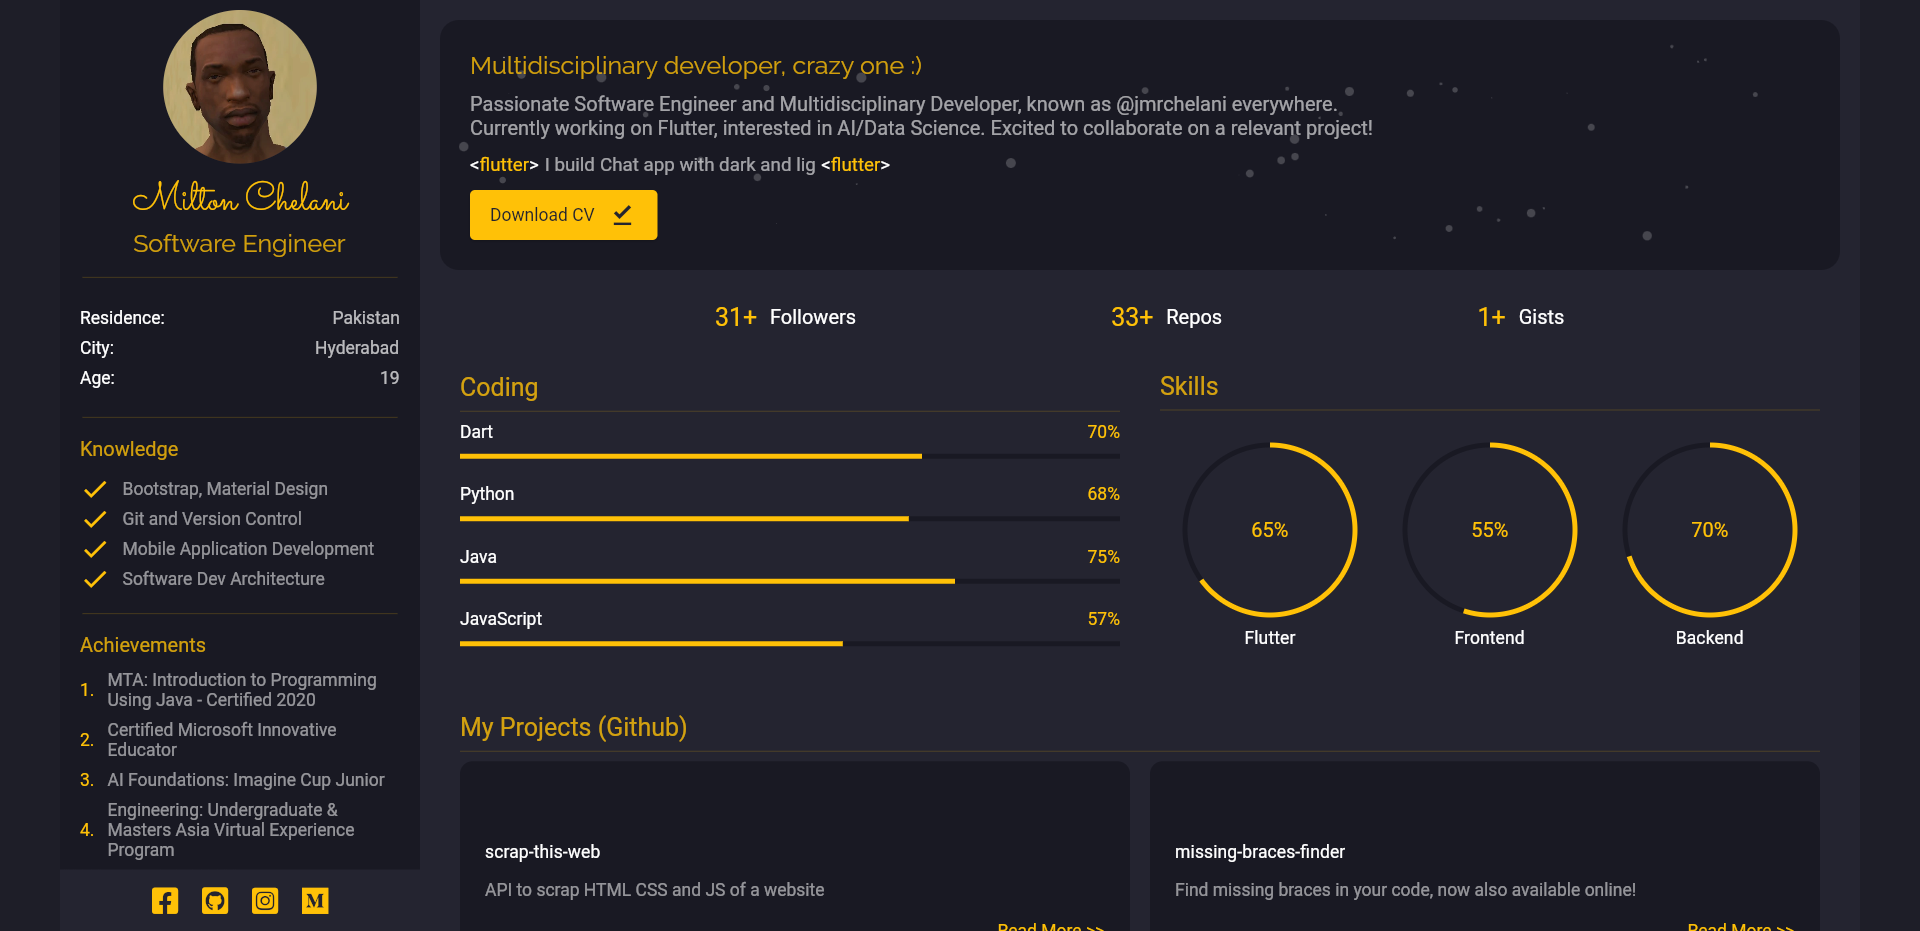 Milton Chelani
Software Engineer
Residence: Pakistan
City: Hyderabad
Age: 19
Knowledge
Bootstrap, Material Design
Git and Version Control
Mobile Application Development
Software Dev Architecture
Achievements
1. MTA: Introduction to Programming
Using Java - Certified 2020
2. Certified Microsoft Innovative
Educator
3. AI Foundations: Imagine Cup Junior
4. Engineering: Undergraduate &
Masters Asia Virtual Experience
Program
M
Multidisciplinary developer, crazy one :)
Passionate Software Engineer and Multidisciplinary Developer, known as @jmrchelani everywhere.
Currently working on Flutter, interested in AI/Data Science. Excited to collaborate on a relevant project!
<flutter> I build Chat app with dark and lig <flutter>
Download CV
31+ Followers
33+ Repos
1+ Gists
Coding
Dart 70%
Python 68%
Java 75%
JavaScript 57%
Skills
65% 55% 70%
Flutter Frontend Backend
My Projects (Github)
scrap-this-web
API to scrap HTML CSS and JS of a website
Read More >>
missing-braces-finder
Find missing braces in your code, now also available online!
Read More >>